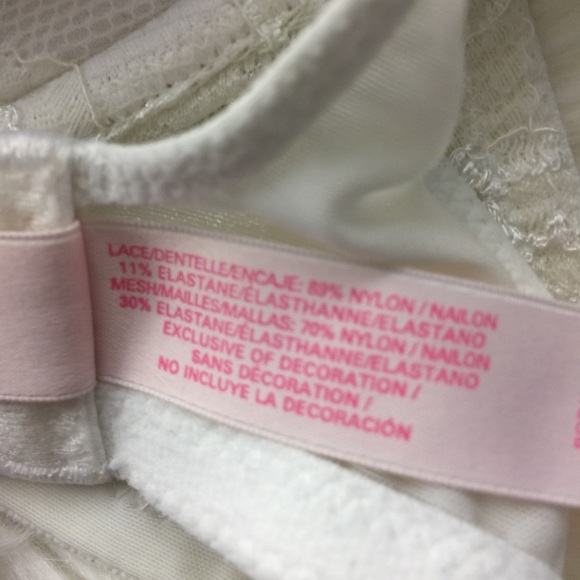 LACE/DENTELLE/ENCAJE: 89% NYLON / NAILON
11% ELASTANE/ÉLASTHANNE/ELASTANO
MESH/MAILLES/MALLAS: 70% NYLON / NAILON
30% ELASTANE/ÉLASTHANNE/ELASTANO
EXCLUSIVE OF DECORATION /
SANS DÉCORATION /
NO INCLUYE LA DECORACIÓN